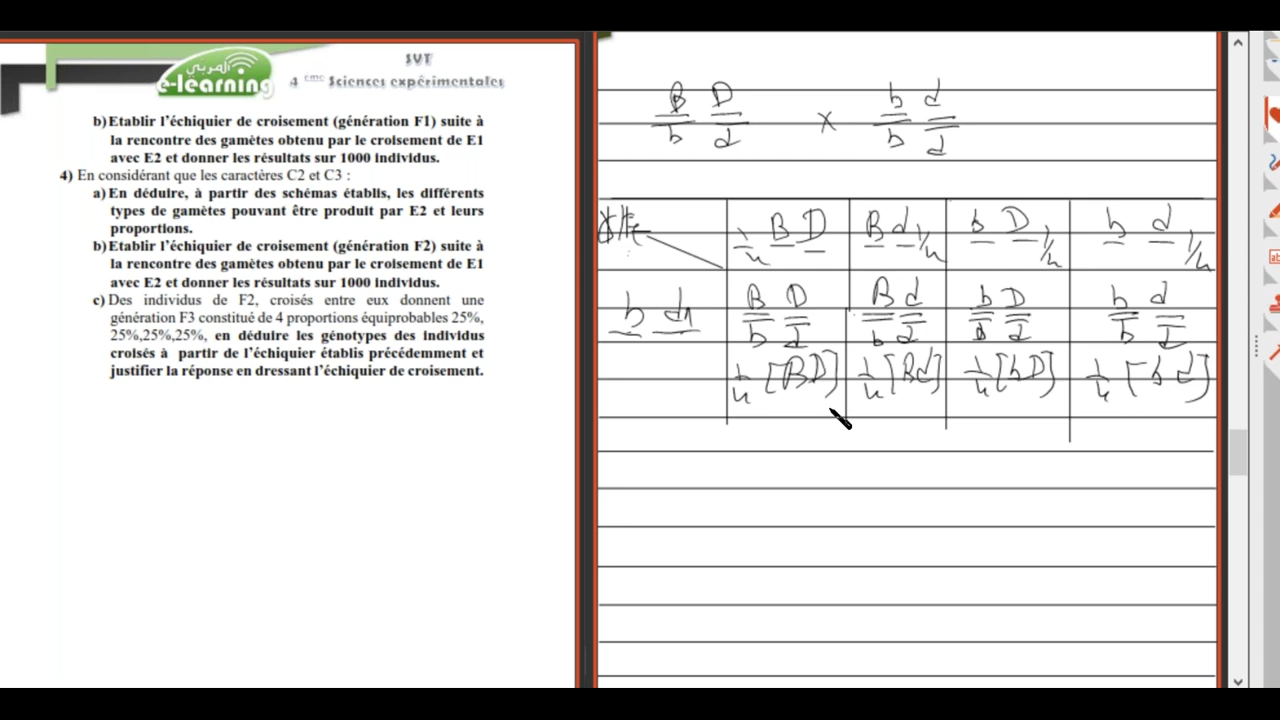 العربي
e-learning
SVT
4 ème Sciences expérimentales
b) Etablir l’échiquier de croisement (génération F1) suite à
la rencontre des gamètes obtenu par le croisement de E1
avec E2 et donner les résultats sur 1000 individus.
4) En considérant que les caractères C2 et C3 :
a) En déduire, à partir des schémas établis, les différents
types de gamètes pouvant être produit par E2 et leurs
proportions.
b) Etablir l’échiquier de croisement (génération F2) suite à
la rencontre des gamètes obtenu par le croisement de E1
avec E2 et donner les résultats sur 1000 individus.
c) Des individus de F2, croisés entre eux donnent une
génération F3 constitué de 4 proportions équiprobables 25%,
25%,25%,25%, en déduire les génotypes des individus
croisés à partir de l’échiquier établis précédemment et
justifier la réponse en dressant l’échiquier de croisement.
B D b d
x
b d b d
1/4 B D B d 1/4 b D 1/4 b d 1/4
b d 1
B D B d b D b d
b d b d b d b d
1/4 [BD] 1/4 [Bd] 1/4 [bD] 1/4 [b d]